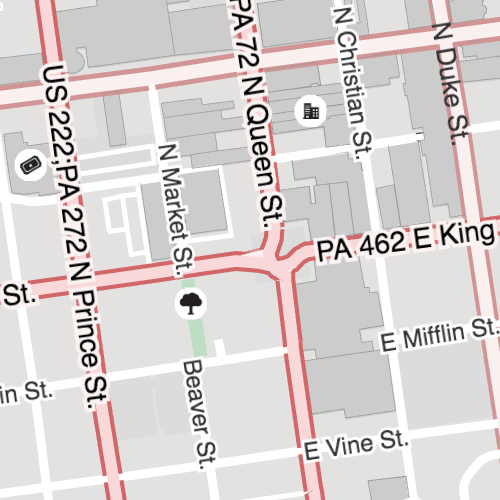 PA 72 N Queen St.
N Christian St.
N Duke St.
US 222;PA 272 N Prince St.
N Market St.
PA 462 E King
St.
E Mifflin St.
in St.
Beaver St.
E Vine St.